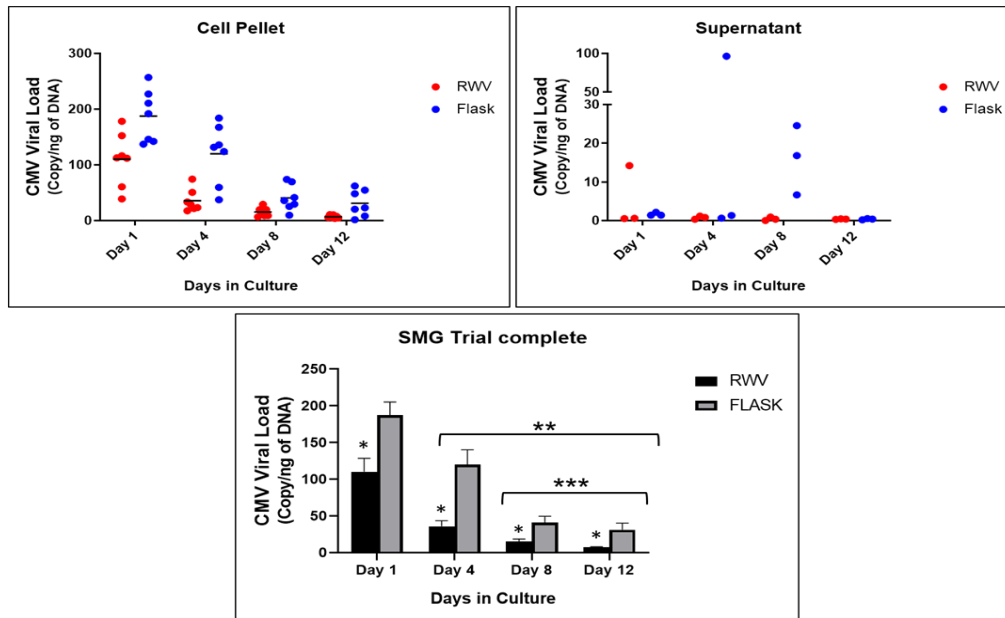 Cell Pellet
CMV Viral Load
(Copy/ng of DNA)
300
200
100
0
RWV
Flask
Day 1
Day 4
Day 8
Day 12
Days in Culture
Supernatant
CMV Viral Load
(Copy/ng of DNA)
100
50
30
20
10
0
RWV
Flask
Day 1
Day 4
Day 8
Day 12
Days in Culture
SMG Trial complete
CMV Viral Load
(Copy/ng of DNA)
250
200
150
100
50
0
RWV
FLASK
*
*
*
*
**
***
Day 1
Day 4
Day 8
Day 12
Days in Culture